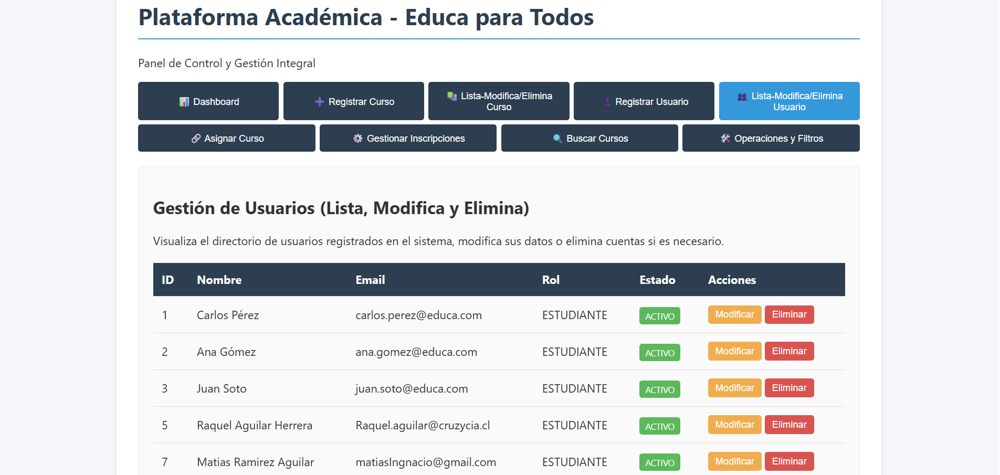 Plataforma Académica - Educa para Todos
Panel de Control y Gestión Integral
Dashboard
Registrar Curso
Lista-Modifica/Elimina
Curso
Registrar Usuario
Lista-Modifica/Elimina
Usuario
Asignar Curso
Gestionar Inscripciones
Buscar Cursos
Operaciones y Filtros
Gestión de Usuarios (Lista, Modifica y Elimina)
Visualiza el directorio de usuarios registrados en el sistema, modifica sus datos o elimina cuentas si es necesario.
ID Nombre Email Rol Estado Acciones
1 Carlos Pérez carlos.perez@educa.com ESTUDIANTE ACTIVO Modificar Eliminar
2 Ana Gómez ana.gomez@educa.com ESTUDIANTE ACTIVO Modificar Eliminar
3 Juan Soto juan.soto@educa.com ESTUDIANTE ACTIVO Modificar Eliminar
5 Raquel Aguilar Herrera Raquel.aguilar@cruzycia.cl ESTUDIANTE ACTIVO Modificar Eliminar
7 Matias Ramirez Aguilar matiasIngnacio@gmail.com ESTUDIANTE ACTIVO Modificar Eliminar